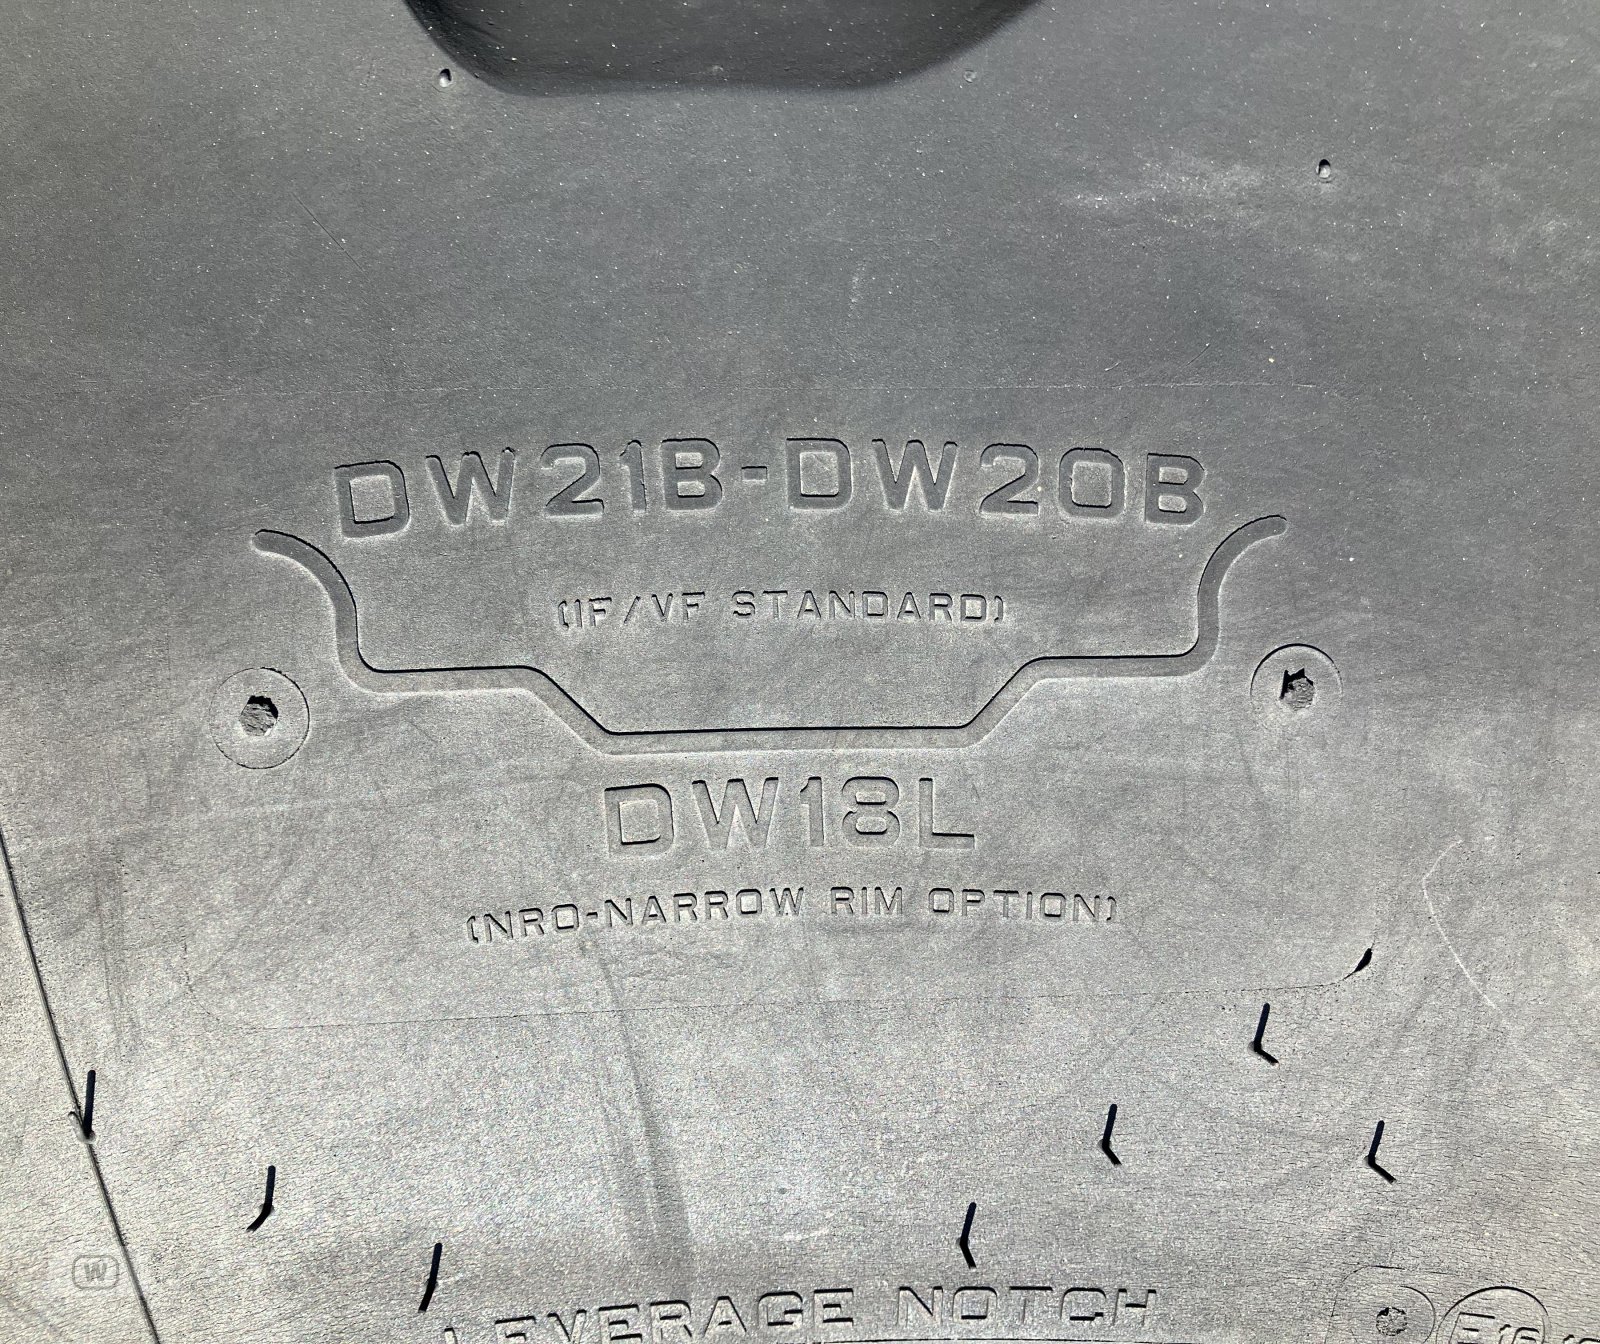 DW21B-DW20B
(IF/VF STANDARD)
DW18L
(NRO-NARROW RIM OPTION)
LEVERAGE NOTCH
W